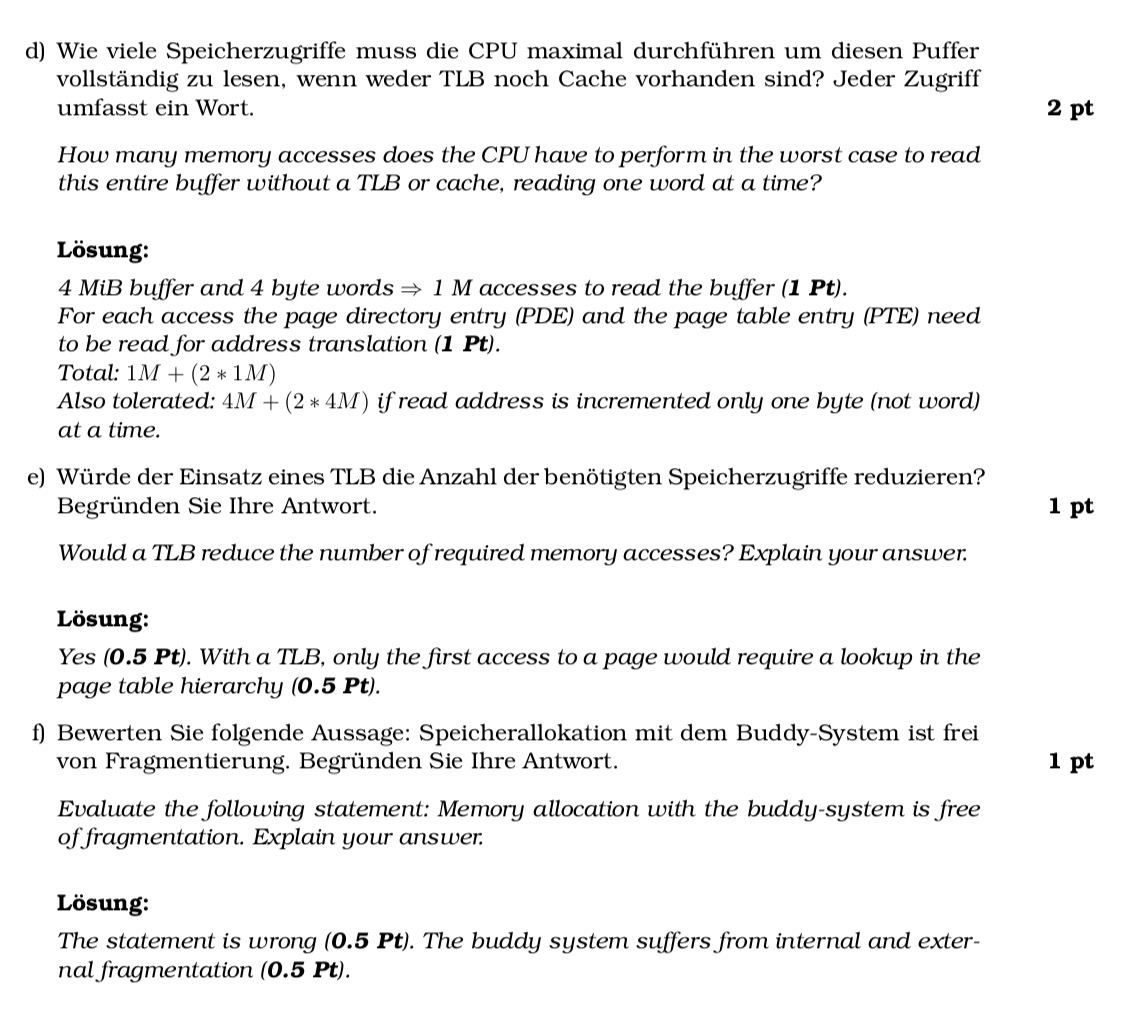 d) Wie viele Speicherzugriffe muss die CPU maximal durchführen um diesen Puffer
vollständig zu lesen, wenn weder TLB noch Cache vorhanden sind? Jeder Zugriff
umfasst ein Wort. 2 pt
How many memory accesses does the CPU have to perform in the worst case to read
this entire buffer without a TLB or cache, reading one word at a time?
Lösung:
4 MiB buffer and 4 byte words ⇒ 1 M accesses to read the buffer (1 Pt).
For each access the page directory entry (PDE) and the page table entry (PTE) need
to be read for address translation (1 Pt).
Total: 1M + (2 ∗ 1M)
Also tolerated: 4M + (2 ∗ 4M) if read address is incremented only one byte (not word)
at a time.
e) Würde der Einsatz eines TLB die Anzahl der benötigten Speicherzugriffe reduzieren?
Begründen Sie Ihre Antwort. 1 pt
Would a TLB reduce the number of required memory accesses? Explain your answer.
Lösung:
Yes (0.5 Pt). With a TLB, only the first access to a page would require a lookup in the
page table hierarchy (0.5 Pt).
f) Bewerten Sie folgende Aussage: Speicherallokation mit dem Buddy-System ist frei
von Fragmentierung. Begründen Sie Ihre Antwort. 1 pt
Evaluate the following statement: Memory allocation with the buddy-system is free
of fragmentation. Explain your answer.
Lösung:
The statement is wrong (0.5 Pt). The buddy system suffers from internal and exter-
nal fragmentation (0.5 Pt).